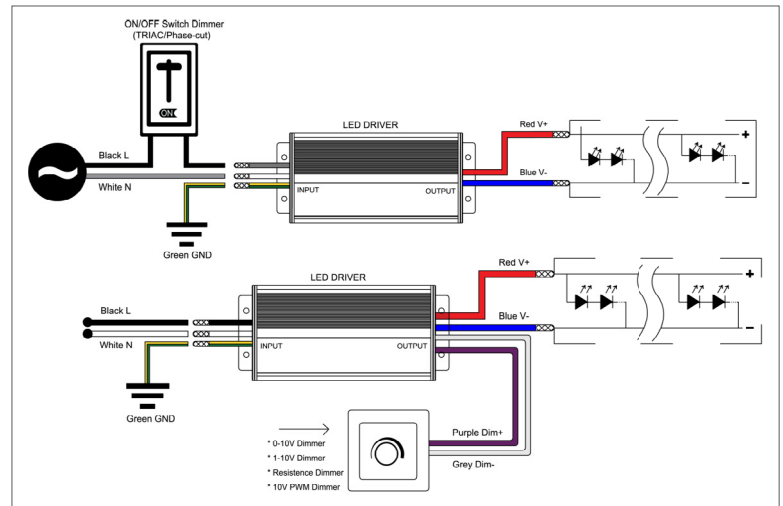 ON/OFF Switch Dimmer
(TRIAC/Phase-cut)
ON
LED DRIVER
Red V+
+
Black L
White N
INPUT
OUTPUT
Blue V-
-
Green GND
LED DRIVER
Red V+
+
Black L
White N
INPUT
OUTPUT
Blue V-
-
Green GND
* 0-10V Dimmer
* 1-10V Dimmer
* Resistence Dimmer
* 10V PWM Dimmer
Purple Dim+
Grey Dim-